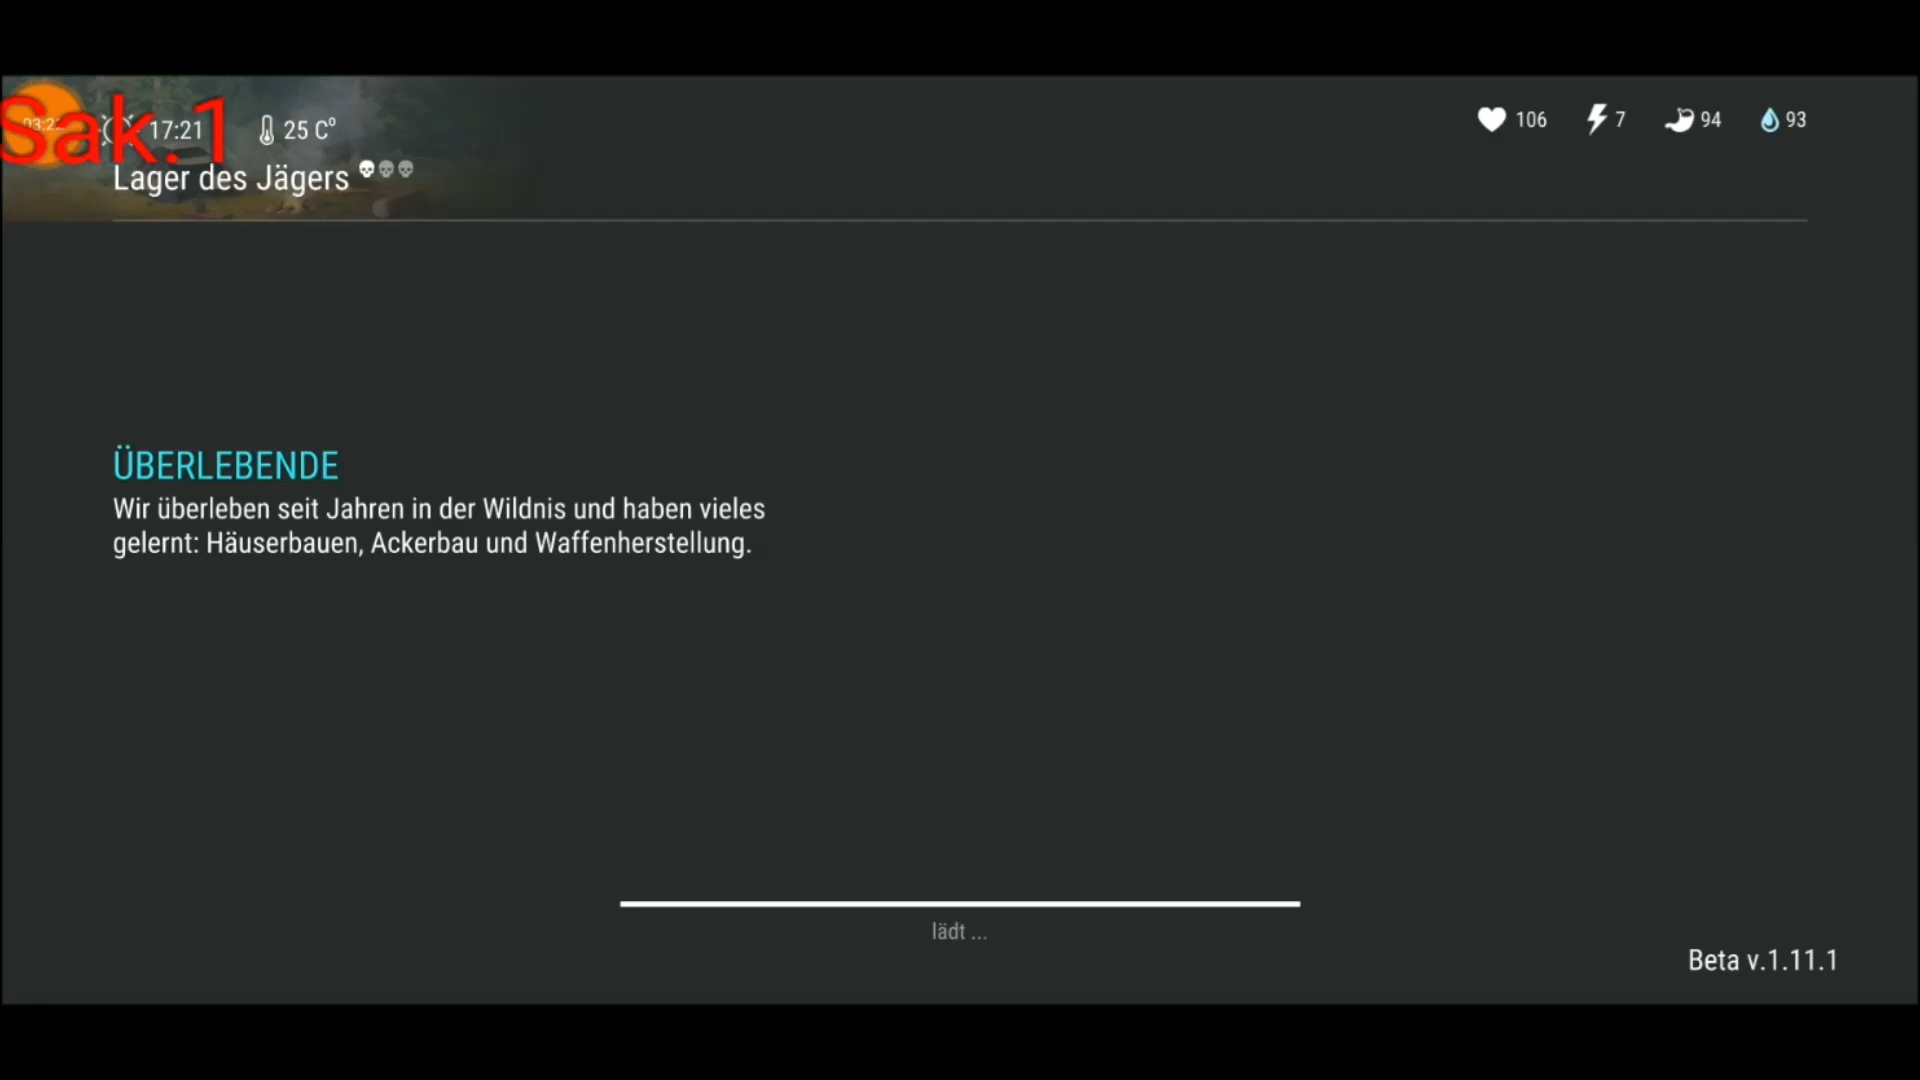 Sak.1
17:21
25 C°
106
7
94
93
Lager des Jägers
ÜBERLEBENDE
Wir überleben seit Jahren in der Wildnis und haben vieles
gelernt: Häuserbauen, Ackerbau und Waffenherstellung.
lädt ...
Beta v.1.11.1